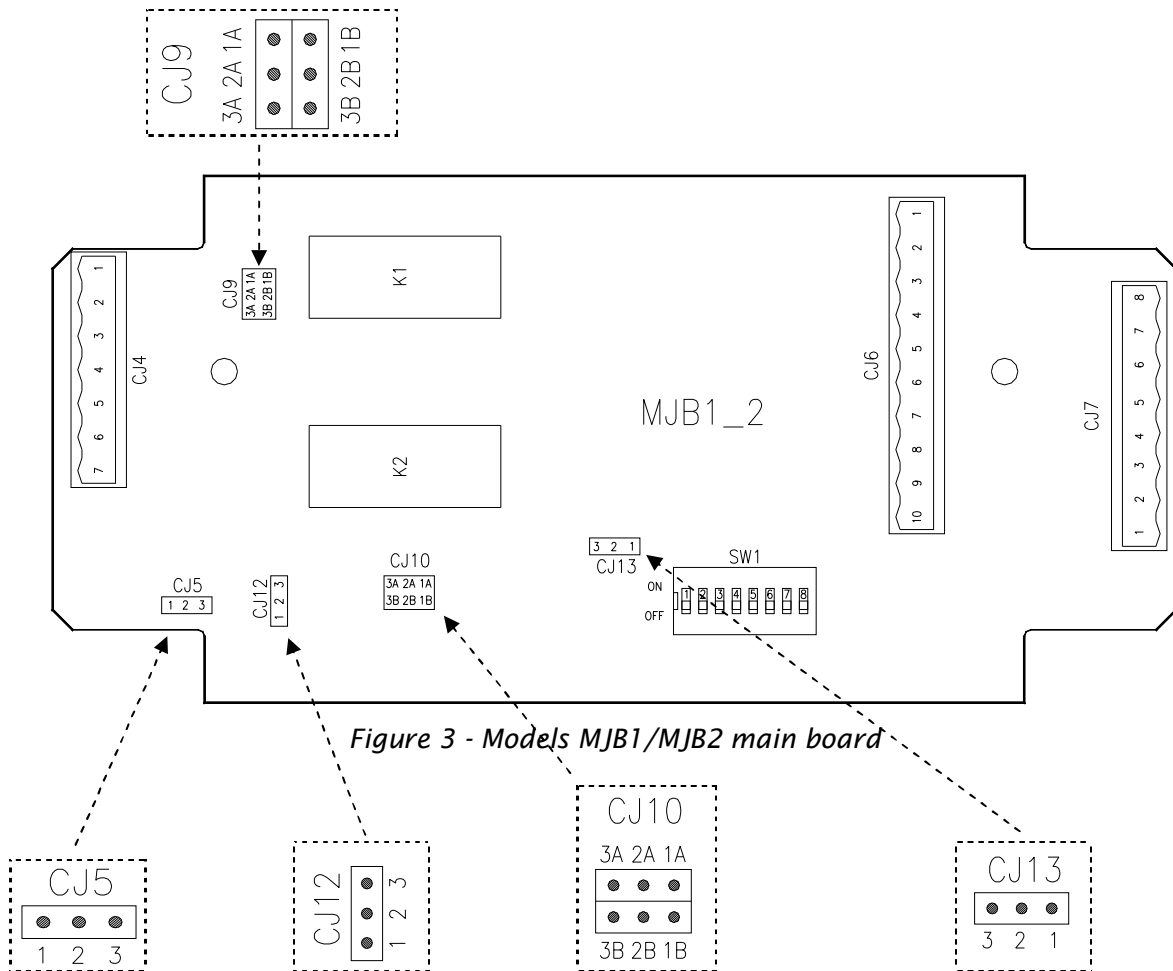 CJ9
3A 2A 1A
3B 2B 1B
CJ9
3A 2A 1A
3B 2B 1B
K1
K2
CJ4
1
2
3
4
5
6
7
MJB1_2
CJ6
1
2
3
4
5
6
7
8
9
10
CJ7
8
7
6
5
4
3
2
1
CJ5
1 2 3
CJ12
1 2 3
CJ10
3A 2A 1A
3B 2B 1B
3 2 1
CJ13
SW1
ON
OFF
1 2 3 4 5 6 7 8
Figure 3 - Models MJB1/MJB2 main board
CJ5
1 2 3
CJ12
1 2 3
CJ10
3A 2A 1A
3B 2B 1B
CJ13
3 2 1